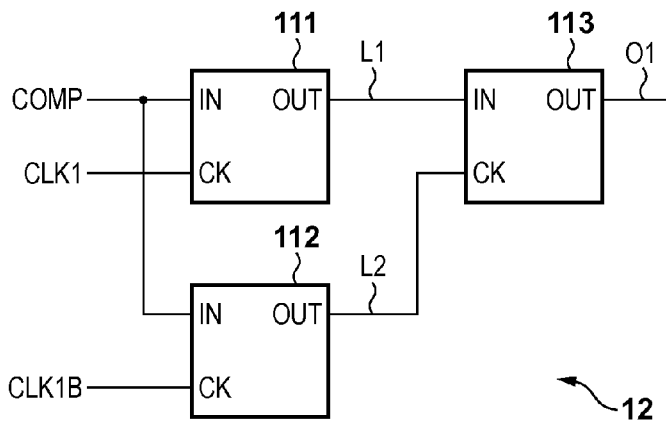 111
L1
113
O1
COMP
IN
OUT
IN
OUT
CLK1
CK
CK
112
L2
IN
OUT
CLK1B
CK
12